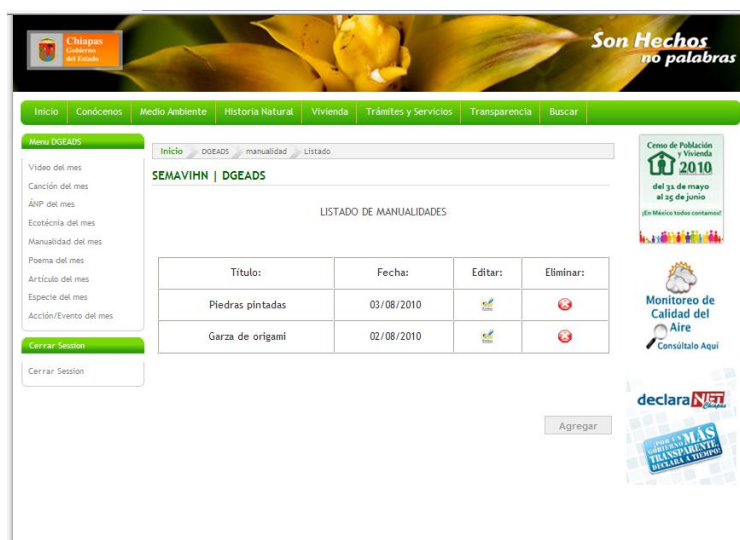 Chiapas
Gobierno
del Estado
Son Hechos
no palabras
Inicio Conócenos Medio Ambiente Historia Natural Vivienda Trámites y Servicios Transparencia Buscar
Menu DGEADS
Video del mes
Canción del mes
ÁNP del mes
Ecotécnia del mes
Manualidad del mes
Poema del mes
Artículo del mes
Especie del mes
Acción/Evento del mes
Cerrar Session
Cerrar Session
Inicio DGEADS manualidad Listado
SEMAVIHN | DGEADS
LISTADO DE MANUALIDADES
Título: Fecha: Editar: Eliminar:
Piedras pintadas 03/08/2010
Garza de origami 02/08/2010
Agregar
Censo de Población
y Vivienda
2010
del 31 de mayo
al 25 de junio
¡En México todos contamos!
Monitoreo de
Calidad del
Aire
Consúltalo Aquí
declaraNET
Chiapas
¡POR UN MÁS
GOBIERNO
TRANSPARENTE,
DECLARA A TIEMPO!